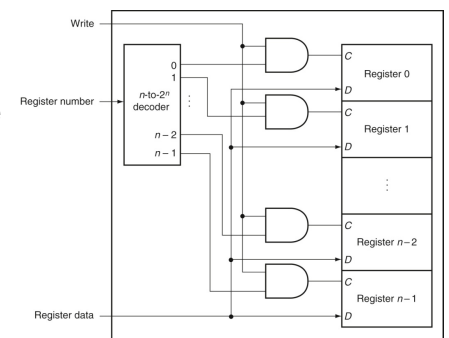 Write
0
1
n-to-2ⁿ
decoder
⋮
n – 2
n – 1
Register number
Register data
C
Register 0
D
C
Register 1
D
⋮
C
Register n – 2
D
C
Register n – 1
D